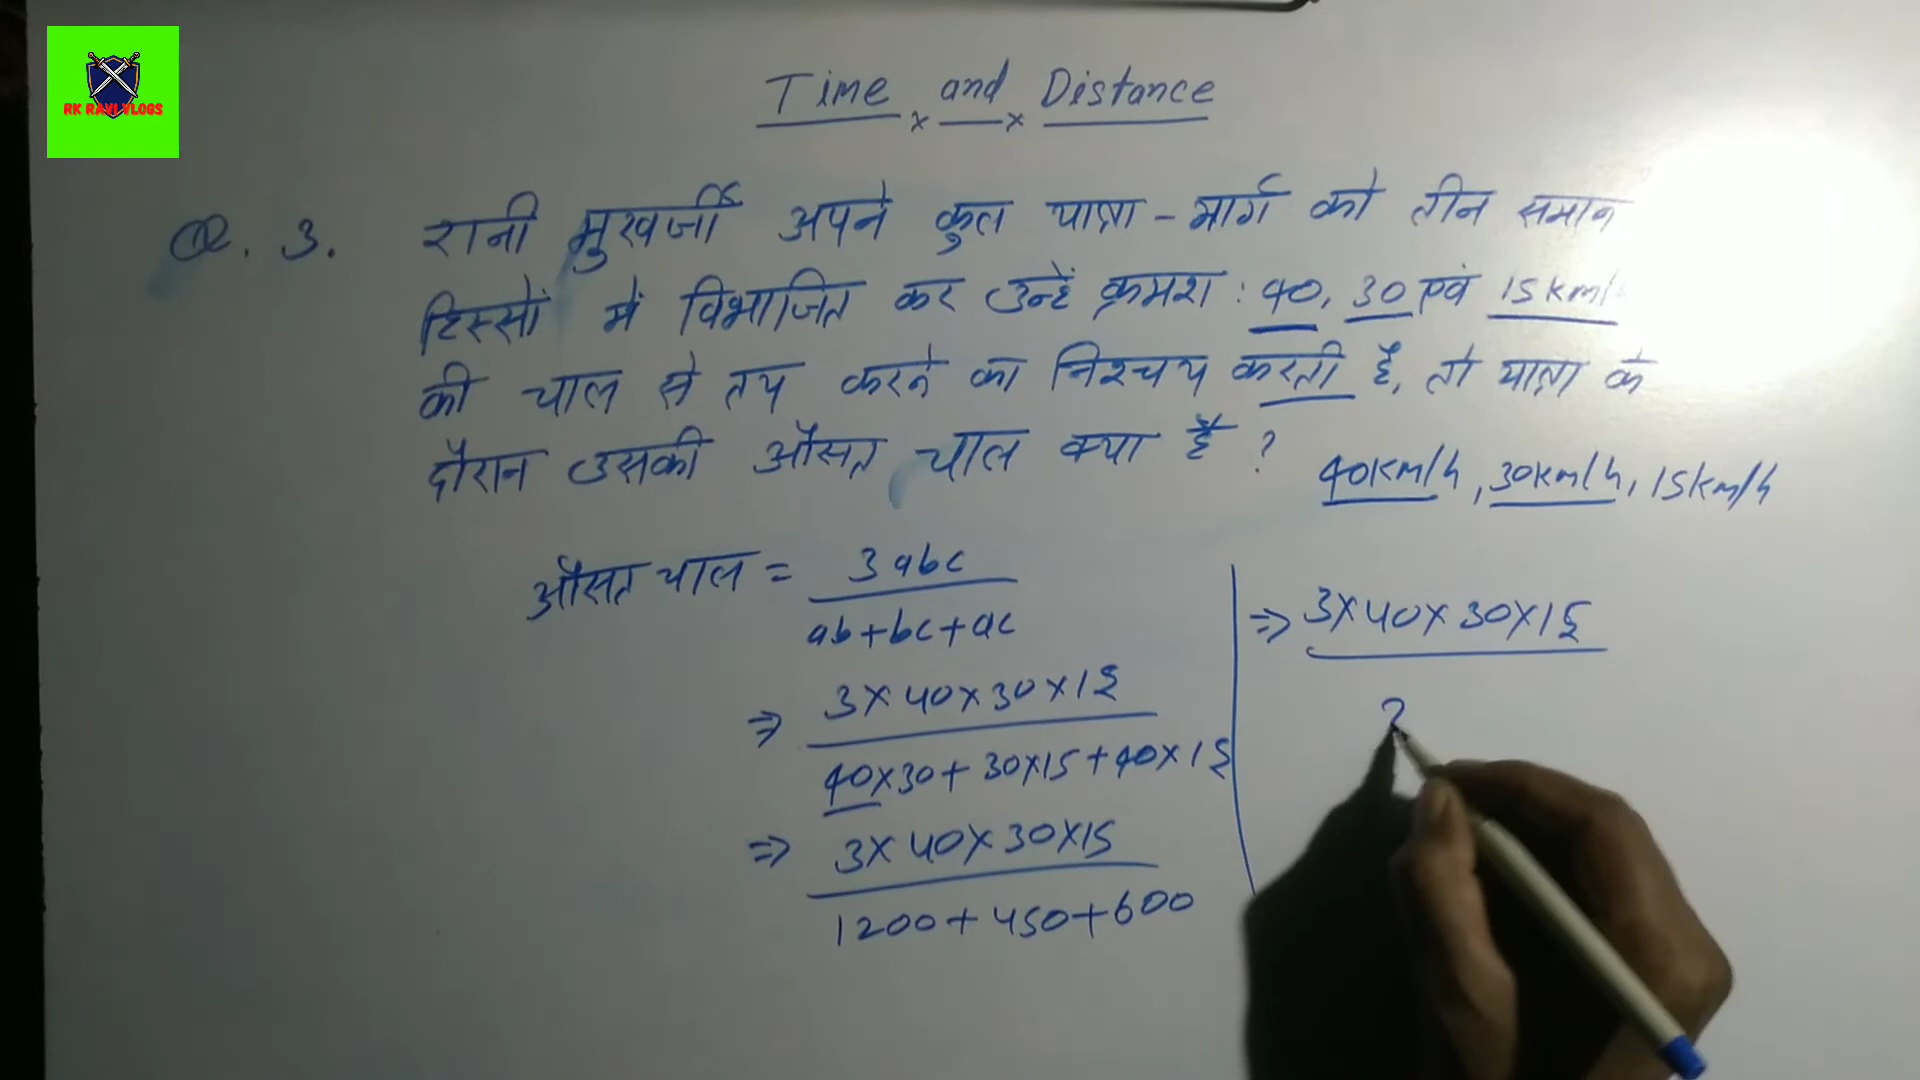 RK RAVI VLOGS
Time and Distance
Q. 3. रानी मुखर्जी अपने कुल यात्रा - मार्ग को तीन समान
हिस्सों में विभाजित कर उन्हें क्रमश: 40, 30 एवं 15km/h
की चाल से तय करने का निश्चय करती है, तो यात्रा के
दौरान उसकी औसत चाल क्या है ?
40km/h, 30km/h, 15km/h
औसत चाल = 3abc
ab+bc+ac
⇒ 3×40×30×15
40×30+30×15+40×15
⇒ 3×40×30×15
1200+450+600
⇒ 3×40×30×15
2